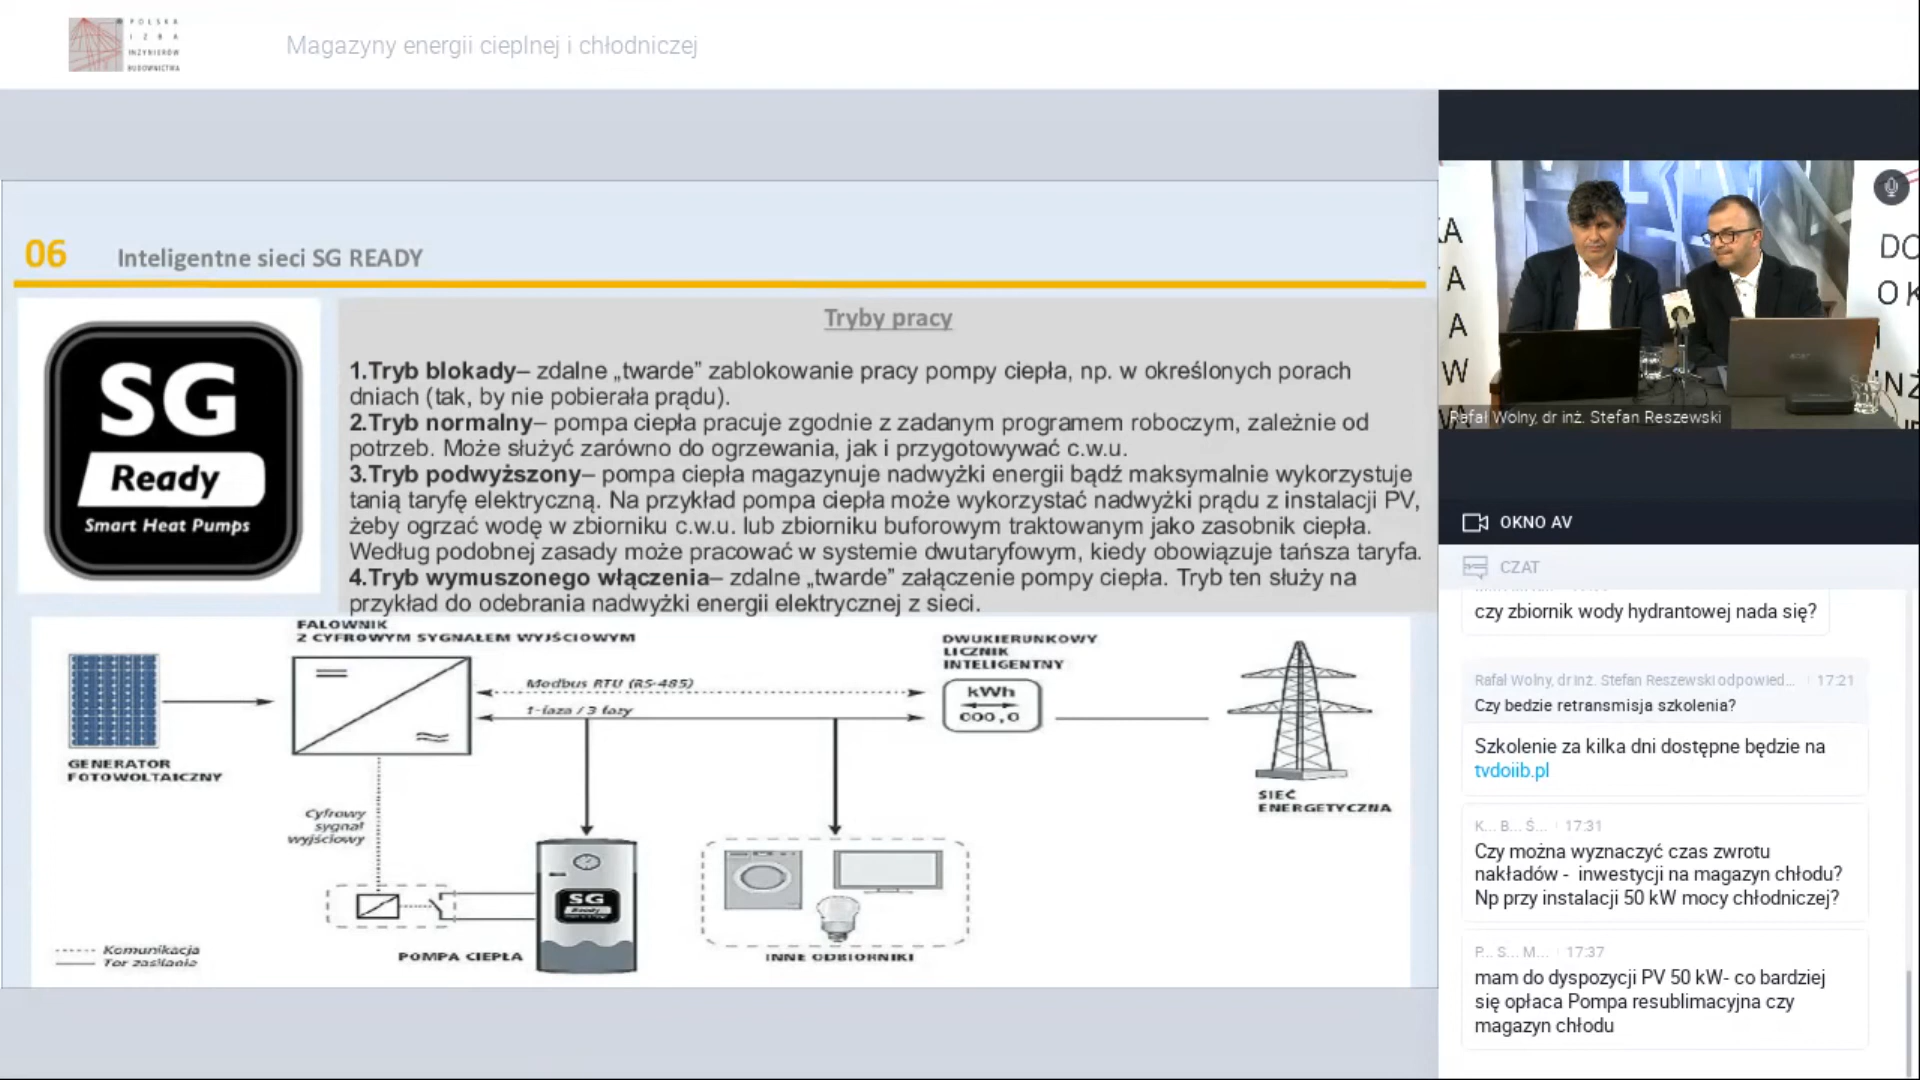 POLSKA
IZBA
INŻYNIERÓW
BUDOWNICTWA
Magazyny energii cieplnej i chłodniczej
06 Inteligentne sieci SG READY
SG
Ready
Smart Heat Pumps
Tryby pracy
1.Tryb blokady– zdalne „twarde” zablokowanie pracy pompy ciepła, np. w określonych porach
dniach (tak, by nie pobierała prądu).
2.Tryb normalny– pompa ciepła pracuje zgodnie z zadanym programem roboczym, zależnie od
potrzeb. Może służyć zarówno do ogrzewania, jak i przygotowywać c.w.u.
3.Tryb podwyższony– pompa ciepła magazynuje nadwyżki energii bądź maksymalnie wykorzystuje
tanią taryfę elektryczną. Na przykład pompa ciepła może wykorzystać nadwyżki prądu z instalacji PV,
żeby ogrzać wodę w zbiorniku c.w.u. lub zbiorniku buforowym traktowanym jako zasobnik ciepła.
Według podobnej zasady może pracować w systemie dwutaryfowym, kiedy obowiązuje tańsza taryfa.
4.Tryb wymuszonego włączenia– zdalne „twarde” załączenie pompy ciepła. Tryb ten służy na
przykład do odebrania nadwyżki energii elektrycznej z sieci.
FALOWNIK
Z CYFROWYM SYGNAŁEM WYJŚCIOWYM
DWUKIERUNKOWY
LICZNIK
INTELIGENTNY
Modbus RTU (RS-485)
1-faza / 3 fazy
kWh
000,0
GENERATOR
FOTOWOLTAICZNY
SIEĆ
ENERGETYCZNA
Cyfrowy
sygnał
wyjściowy
SG
Ready
POMPA CIEPŁA
INNE ODBIORNIKI
Komunikacja
Tor zasilania
KA
A
A
W
DO
OK
INŻ
Rafał Wolny, dr inż. Stefan Reszewski
OKNO AV
CZAT
czy zbiornik wody hydrantowej nada się?
Rafał Wolny, dr inż. Stefan Reszewski odpowied... 17:21
Czy bedzie retransmisja szkolenia?
Szkolenie za kilka dni dostępne będzie na
tvdoiib.pl
K... B... Ś... 17:31
Czy można wyznaczyć czas zwrotu
nakładów - inwestycji na magazyn chłodu?
Np przy instalacji 50 kW mocy chłodniczej?
P... S... M... 17:37
mam do dyspozycji PV 50 kW- co bardziej
się opłaca Pompa resublimacyjna czy
magazyn chłodu